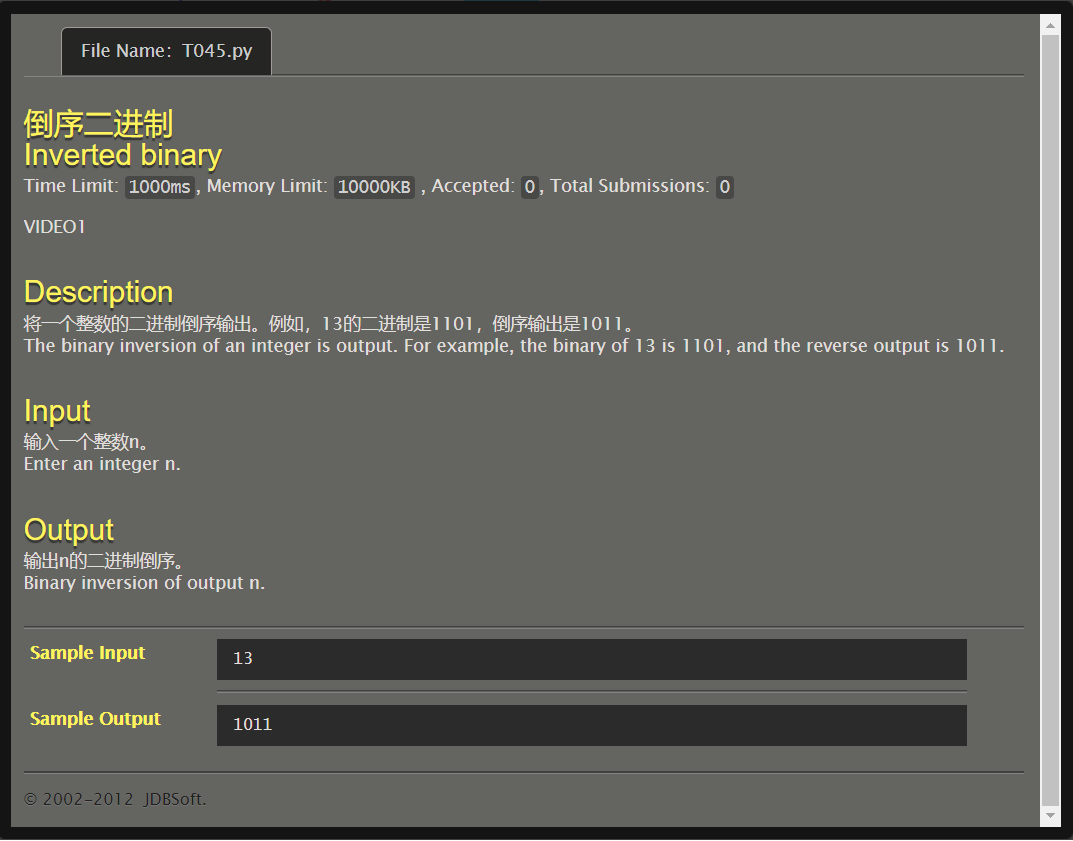 File Name: T045.py
倒序二进制
Inverted binary
Time Limit: 1000ms, Memory Limit: 10000KB , Accepted: 0, Total Submissions: 0
VIDEO1
Description
将一个整数的二进制倒序输出。例如，13的二进制是1101，倒序输出是1011。
The binary inversion of an integer is output. For example, the binary of 13 is 1101, and the reverse output is 1011.
Input
输入一个整数n。
Enter an integer n.
Output
输出n的二进制倒序。
Binary inversion of output n.
Sample Input
13
Sample Output
1011
© 2002-2012 JDBSoft.